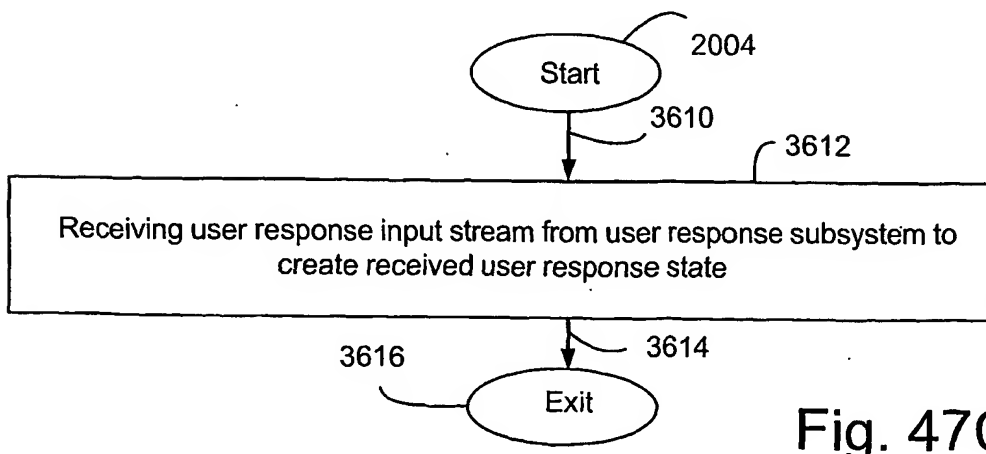 2004
Start
3610
3612
Receiving user response input stream from user response subsystem to
create received user response state
3614
3616
Exit
Fig.